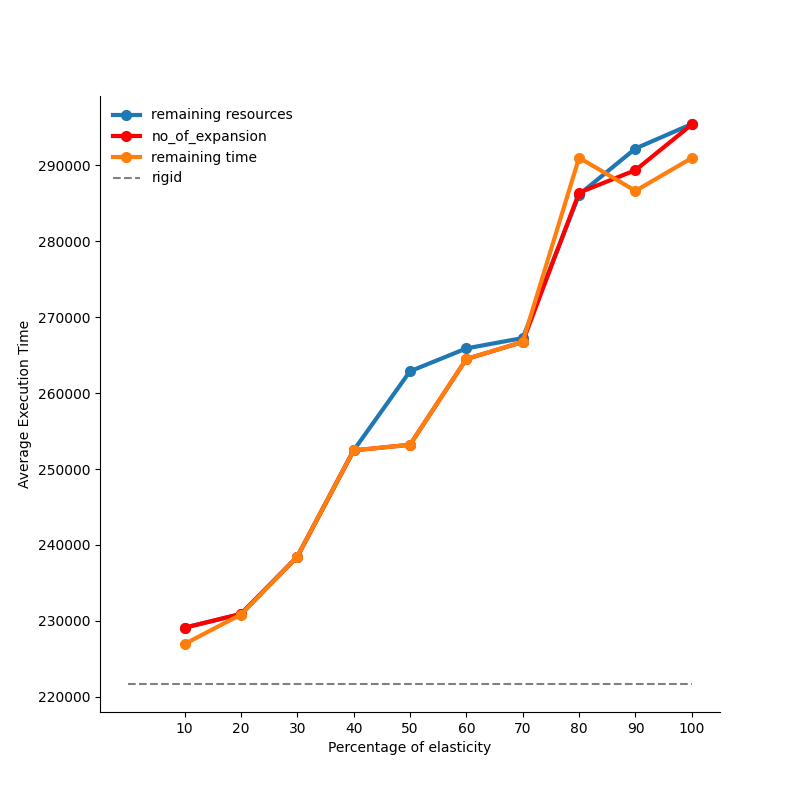 remaining resources
no_of_expansion
remaining time
rigid
Average Execution Time
290000
280000
270000
260000
250000
240000
230000
220000
10 20 30 40 50 60 70 80 90 100
Percentage of elasticity